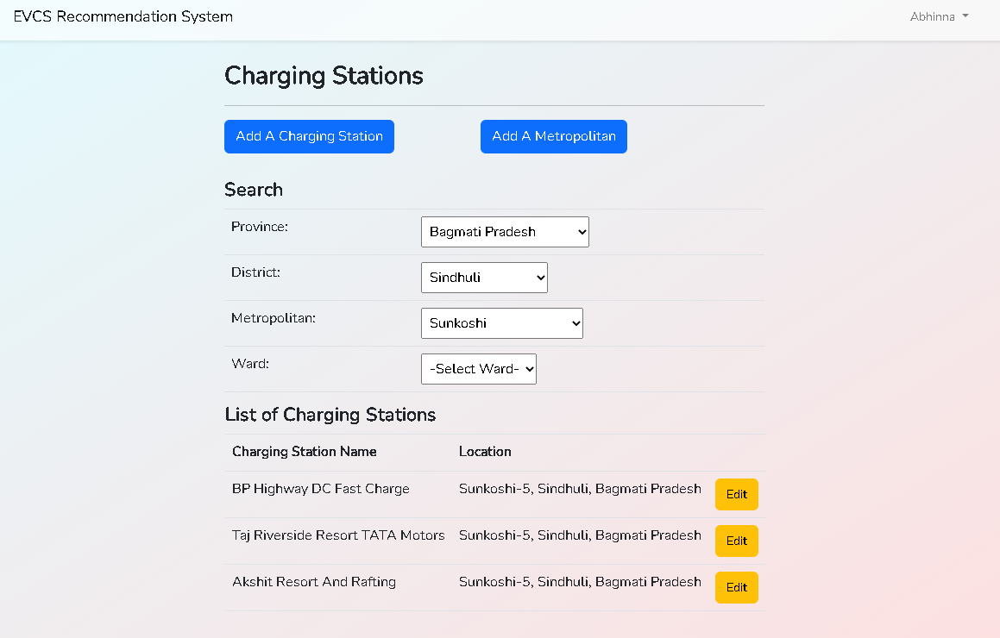 EVCS Recommendation System Abhinna
Charging Stations
Add A Charging Station Add A Metropolitan
Search
Province: Bagmati Pradesh
District: Sindhuli
Metropolitan: Sunkoshi
Ward: -Select Ward-
List of Charging Stations
Charging Station Name Location
BP Highway DC Fast Charge Sunkoshi-5, Sindhuli, Bagmati Pradesh Edit
Taj Riverside Resort TATA Motors Sunkoshi-5, Sindhuli, Bagmati Pradesh Edit
Akshit Resort And Rafting Sunkoshi-5, Sindhuli, Bagmati Pradesh Edit